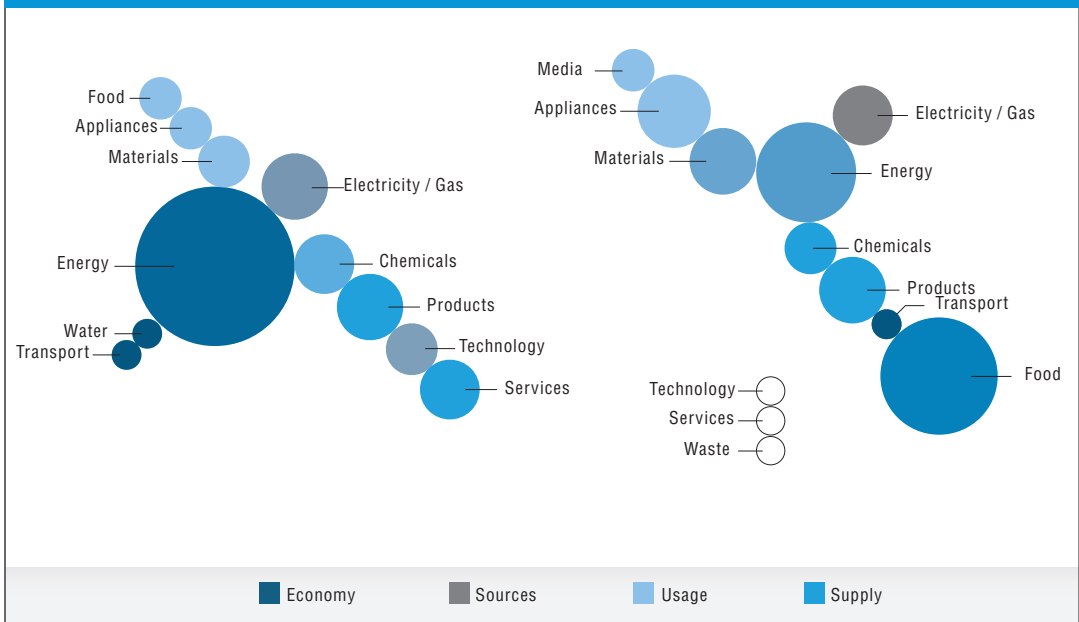 Food
Appliances
Materials
Electricity / Gas
Energy
Chemicals
Products
Water
Technology
Transport
Services
Media
Appliances
Electricity / Gas
Materials
Energy
Chemicals
Products
Transport
Food
Technology
Services
Waste
Economy
Sources
Usage
Supply